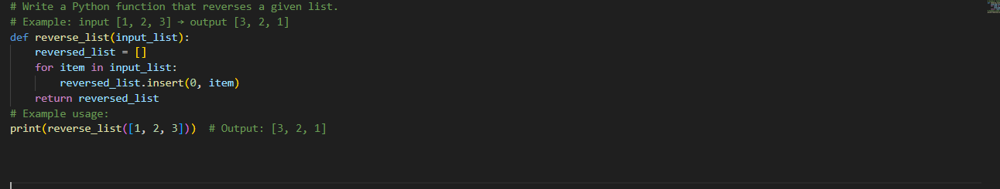 # Write a Python function that reverses a given list.
# Example: input [1, 2, 3] → output [3, 2, 1]
def reverse_list(input_list):
    reversed_list = []
    for item in input_list:
        reversed_list.insert(0, item)
    return reversed_list
# Example usage:
print(reverse_list([1, 2, 3]))  # Output: [3, 2, 1]